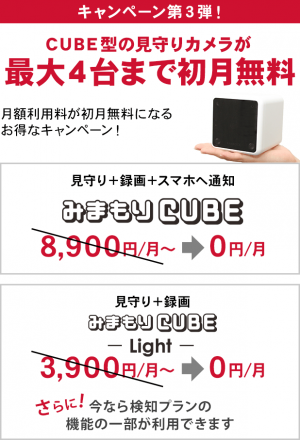 キャンペーン第3弾！
CUBE型の見守りカメラが
最大4台まで初月無料
月額利用料が初月無料になる
お得なキャンペーン！
見守り＋録画＋スマホへ通知
みまもりCUBE
8,900円/月～ 0円/月
見守り＋録画
みまもりCUBE
― Light ―
3,900円/月～ 0円/月
さらに！ 今なら検知プランの
機能の一部が利用できます